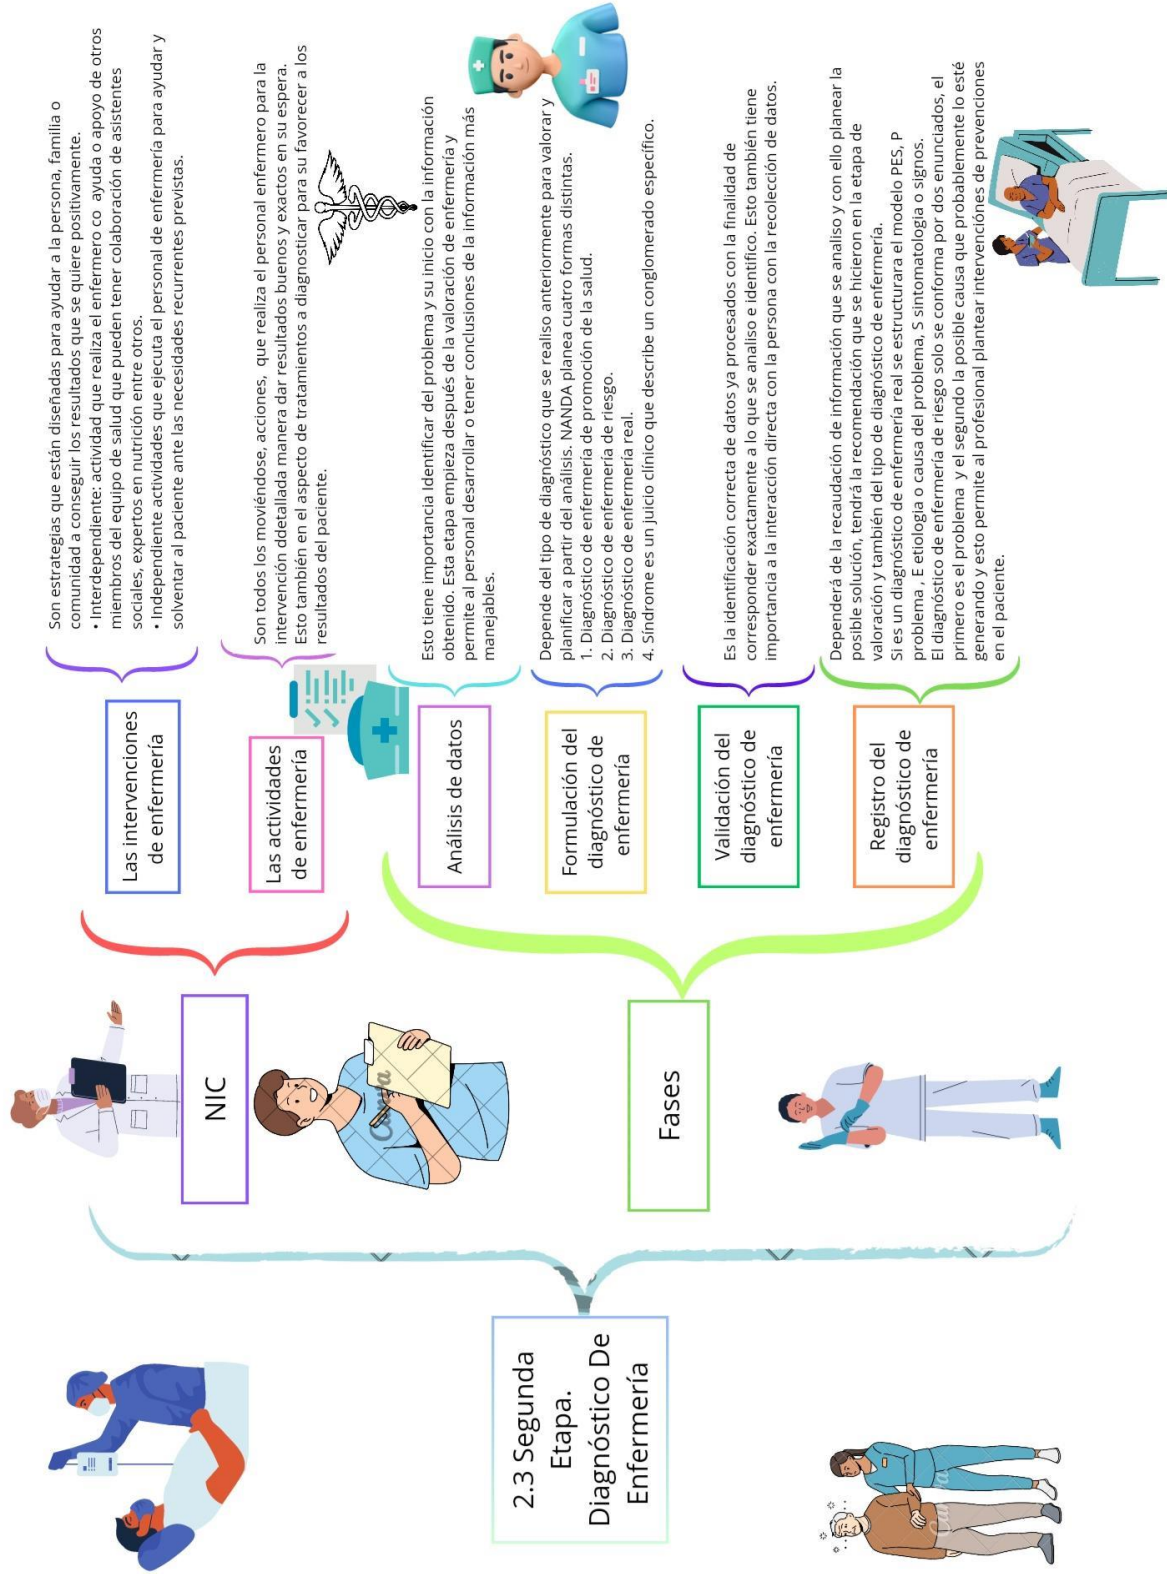 2.3 Segunda
Etapa.
Diagnóstico De
Enfermería
NIC
Las intervenciones
de enfermería
Son estrategias que están diseñadas para ayudar a la persona, familia o
comunidad a conseguir los resultados que se quiere positivamente.
• Interdependiente: actividad que realiza el enfermero co ayuda o apoyo de otros
miembros del equipo de salud que pueden tener colaboración de asistentes
sociales, expertos en nutrición entre otros.
• Independiente actividades que ejecuta el personal de enfermería para ayudar y
solventar al paciente ante las necesidades recurrentes previstas.
Las actividades
de enfermería
Son todos los moviéndose, acciones, que realiza el personal enfermero para la
intervención ddetallada manera dar resultados buenos y exactos en su espera.
Esto también en el aspecto de tratamientos a diagnosticar para su favorecer a los
resultados del paciente.
Fases
Análisis de datos
Esto tiene importancia Identificar del problema y su inicio con la información
obtenido. Esta etapa empieza después de la valoración de enfermería y
permite al personal desarrollar o tener conclusiones de la información más
manejables.
Formulación del
diagnóstico de
enfermería
Depende del tipo de diagnóstico que se realiso anteriormente para valorar y
planificar a partir del análisis. NANDA planea cuatro formas distintas.
1. Diagnóstico de enfermería de promoción de la salud.
2. Diagnóstico de enfermería de riesgo.
3. Diagnóstico de enfermería real.
4. Síndrome es un juicio clínico que describe un conglomerado específico.
Validación del
diagnóstico de
enfermería
Es la identificación correcta de datos ya procesados con la finalidad de
corresponder exactamente a lo que se analiso e identifico. Esto también tiene
importancia a la interacción directa con la persona con la recolección de datos.
Registro del
diagnóstico de
enfermería
Dependerá de la recaudación de información que se analiso y con ello planear la
posible solución, tendrá la recomendación que se hicieron en la etapa de
valoración y también del tipo de diagnóstico de enfermería.
Si es un diagnóstico de enfermería real se estructurara el modelo PES, P
problema , E etiologia o causa del problema, S sintomatologia o signos.
El diagnóstico de enfermería de riesgo solo se conforma por dos enunciados, el
primero es el problema y el segundo la posible causa que probablemente lo esté
generando y esto permite al profesional plantear intervenciones de prevenciones
en el paciente.
Canva
Canva